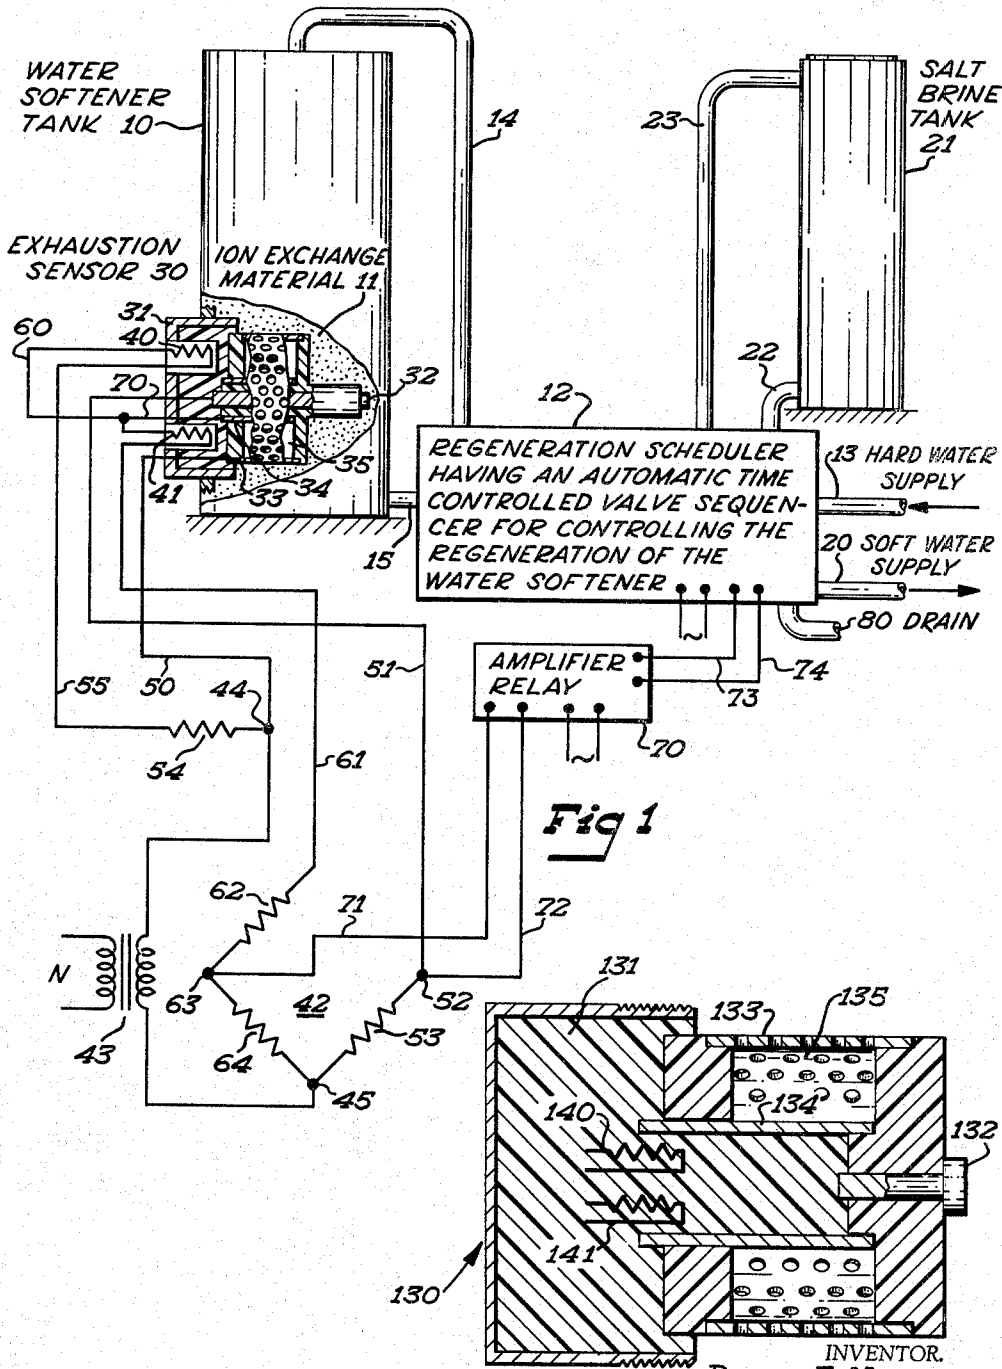 WATER
SOFTENER
TANK 10
14
23
SALT
BRINE
TANK
21
EXHAUSTION
SENSOR 30
ION EXCHANGE
MATERIAL 11
31
60
40
70
32
22
12
41
33
34
35
15
REGENERATION SCHEDULER
HAVING AN AUTOMATIC TIME
CONTROLLED VALVE SEQUEN-
CER FOR CONTROLLING THE
REGENERATION OF THE
WATER SOFTENER
13 HARD WATER
SUPPLY
20 SOFT WATER
SUPPLY
80 DRAIN
55
50
44
51
AMPLIFIER
RELAY
73
74
70
54
61
Fig 1
62
71
72
N
43
63
42
52
53
64
45
131
133
135
134
140
132
141
130
INVENTOR.